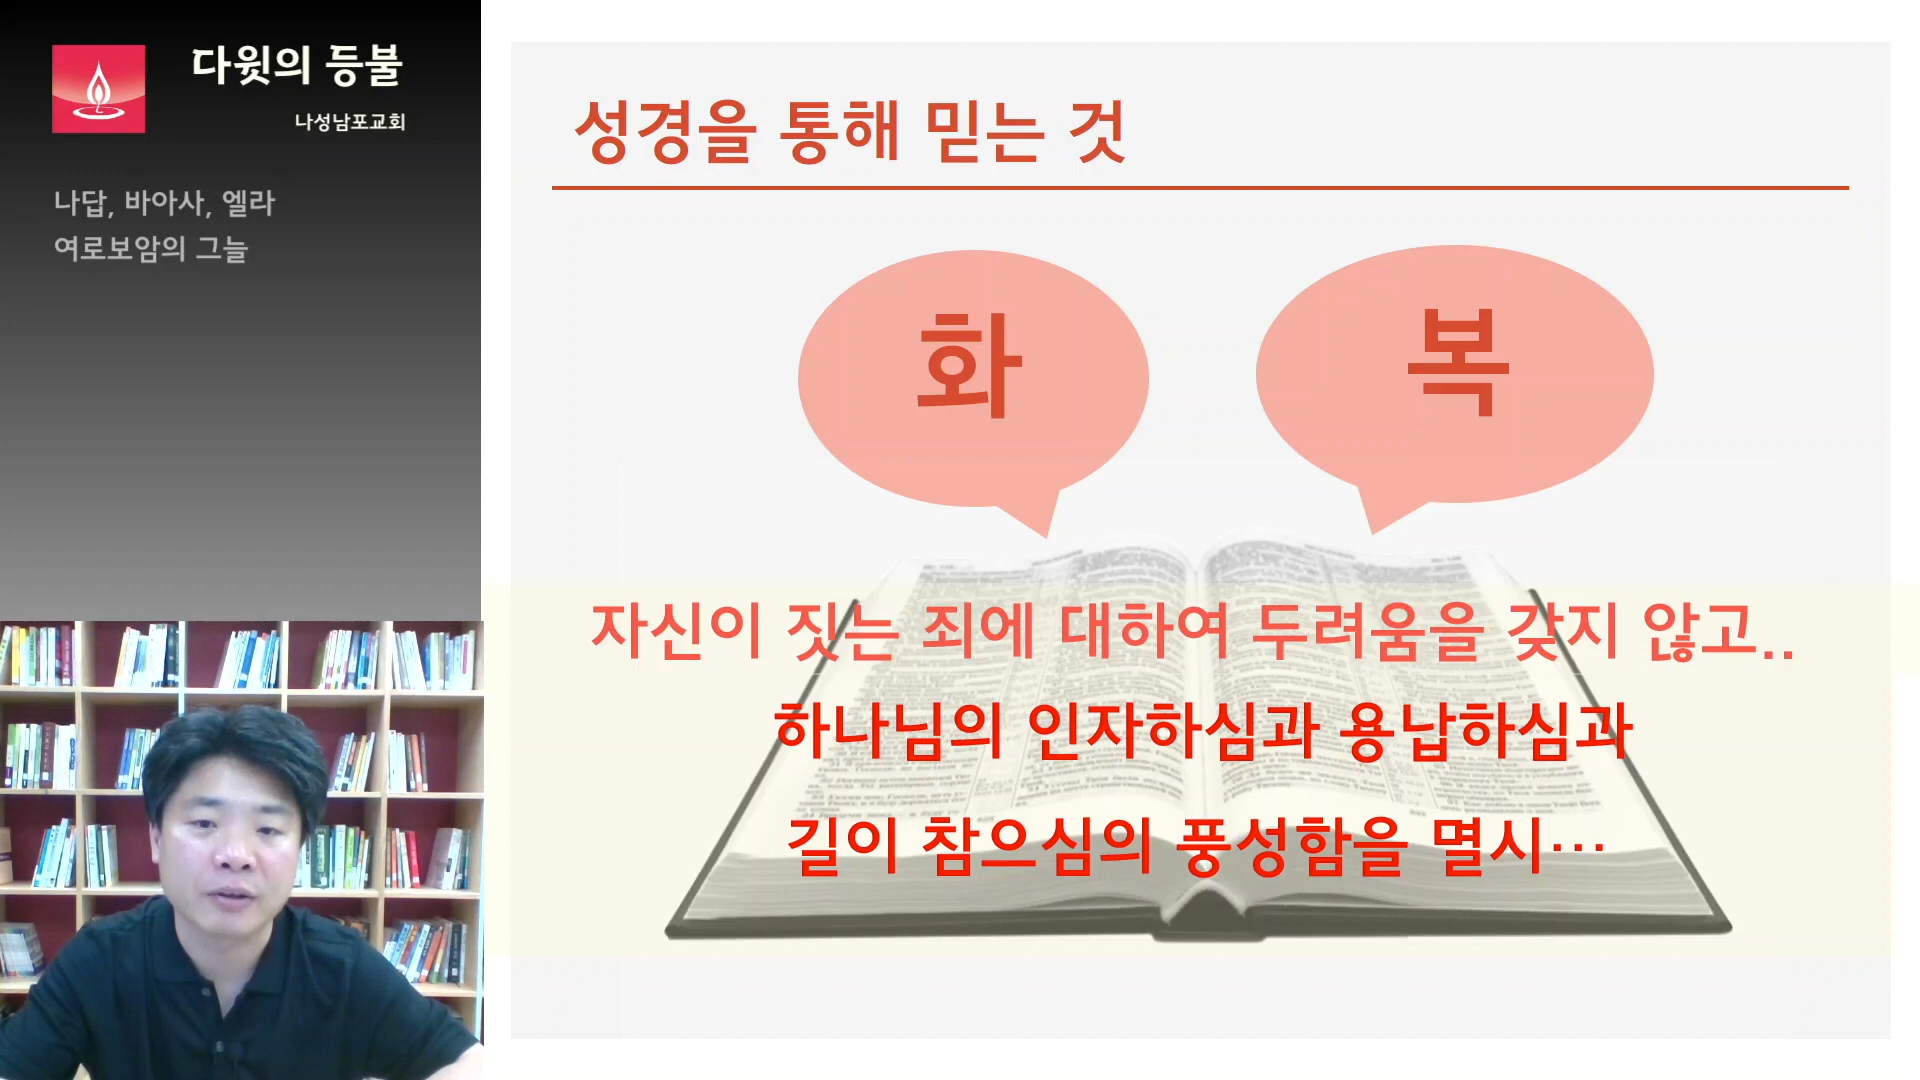 다윗의 등불
나성남포교회
나답, 바아사, 엘라
여로보암의 그늘
성경을 통해 믿는 것
화
복
자신이 짓는 죄에 대하여 두려움을 갖지 않고..
하나님의 인자하심과 용납하심과
길이 참으심의 풍성함을 멸시…